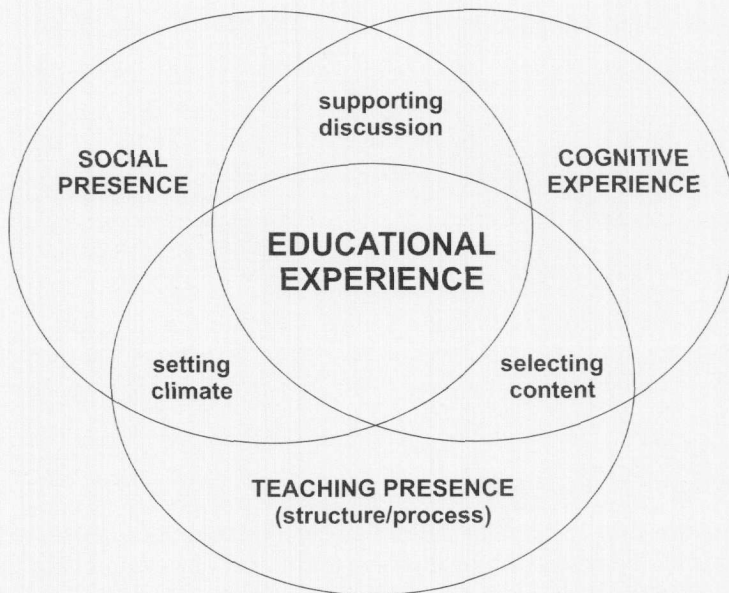 supporting
discussion
SOCIAL
PRESENCE
COGNITIVE
EXPERIENCE
EDUCATIONAL
EXPERIENCE
setting
climate
selecting
content
TEACHING PRESENCE
(structure/process)